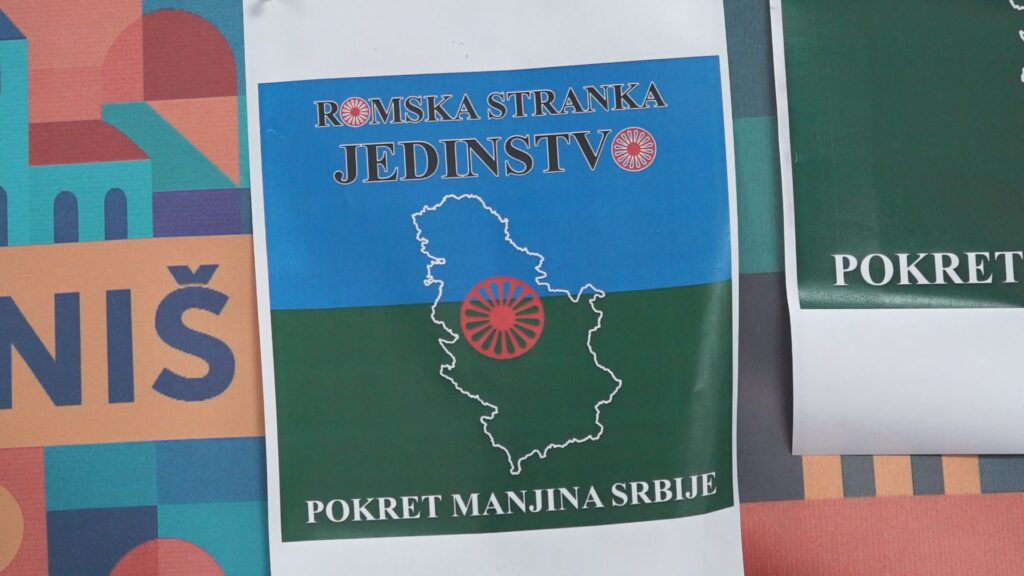 ROMSKA STRANKA
JEDINSTVO
NIŠ
POKRET MANJINA SRBIJE
POKRET